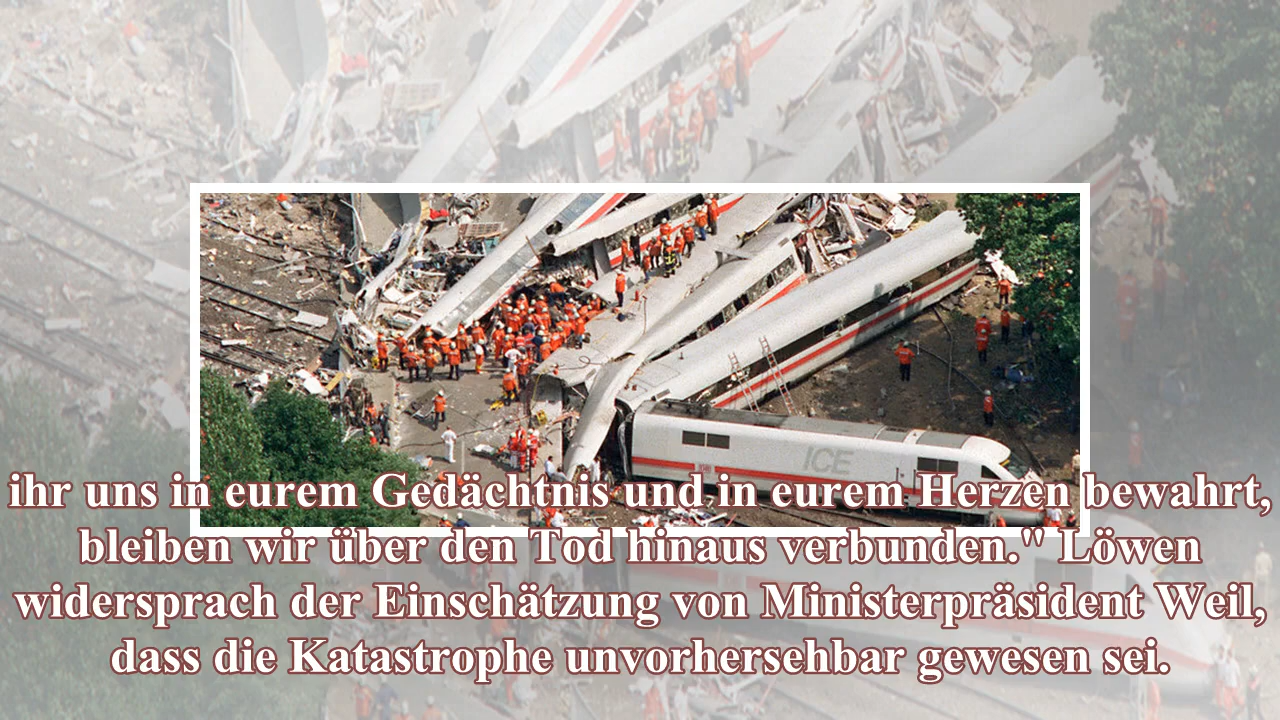 ICE
ihr uns in eurem Gedächtnis und in eurem Herzen bewahrt,
bleiben wir über den Tod hinaus verbunden." Löwen
widersprach der Einschätzung von Ministerpräsident Weil,
dass die Katastrophe unvorhersehbar gewesen sei.